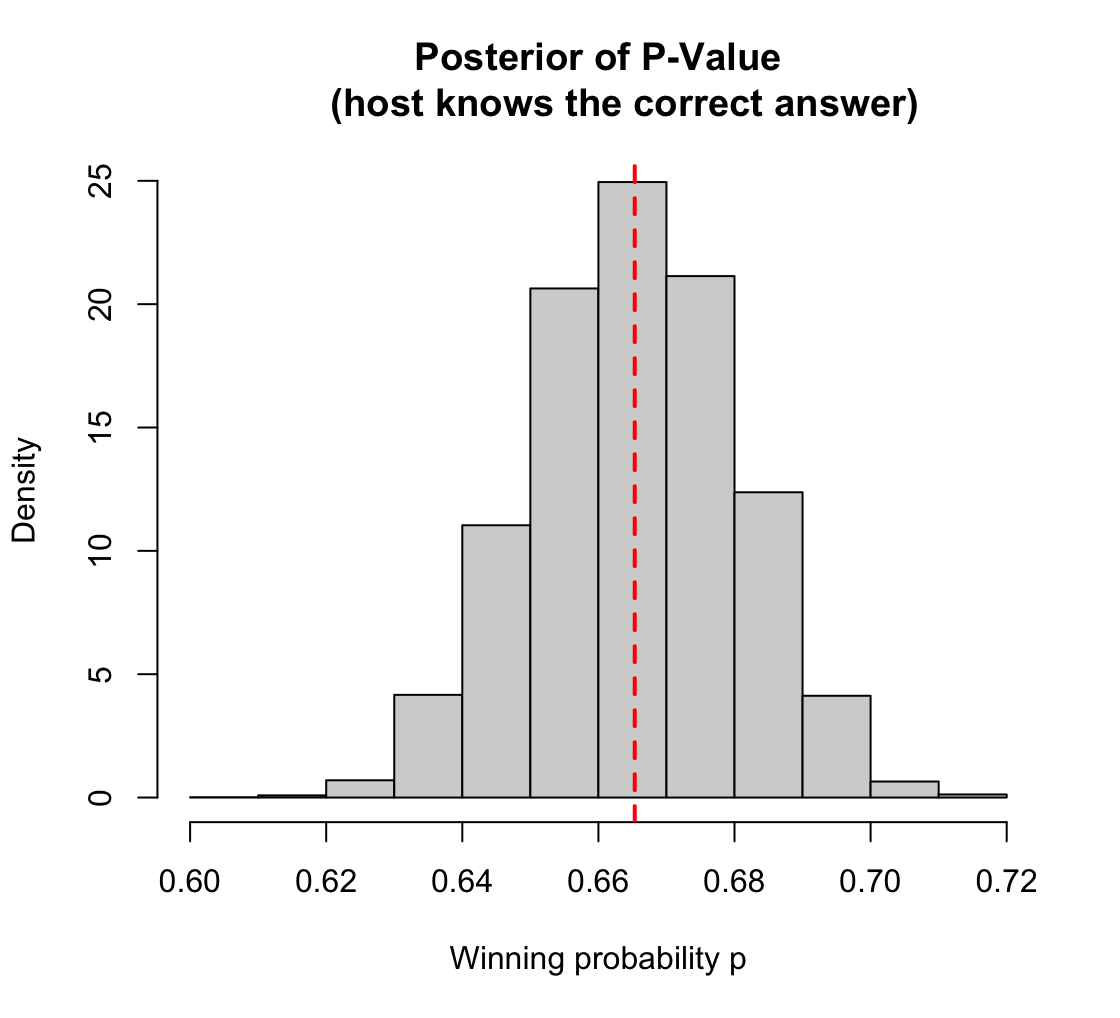 Posterior of P-Value
(host knows the correct answer)
25
20
15
10
5
0
Density
0.60 0.62 0.64 0.66 0.68 0.70 0.72
Winning probability p